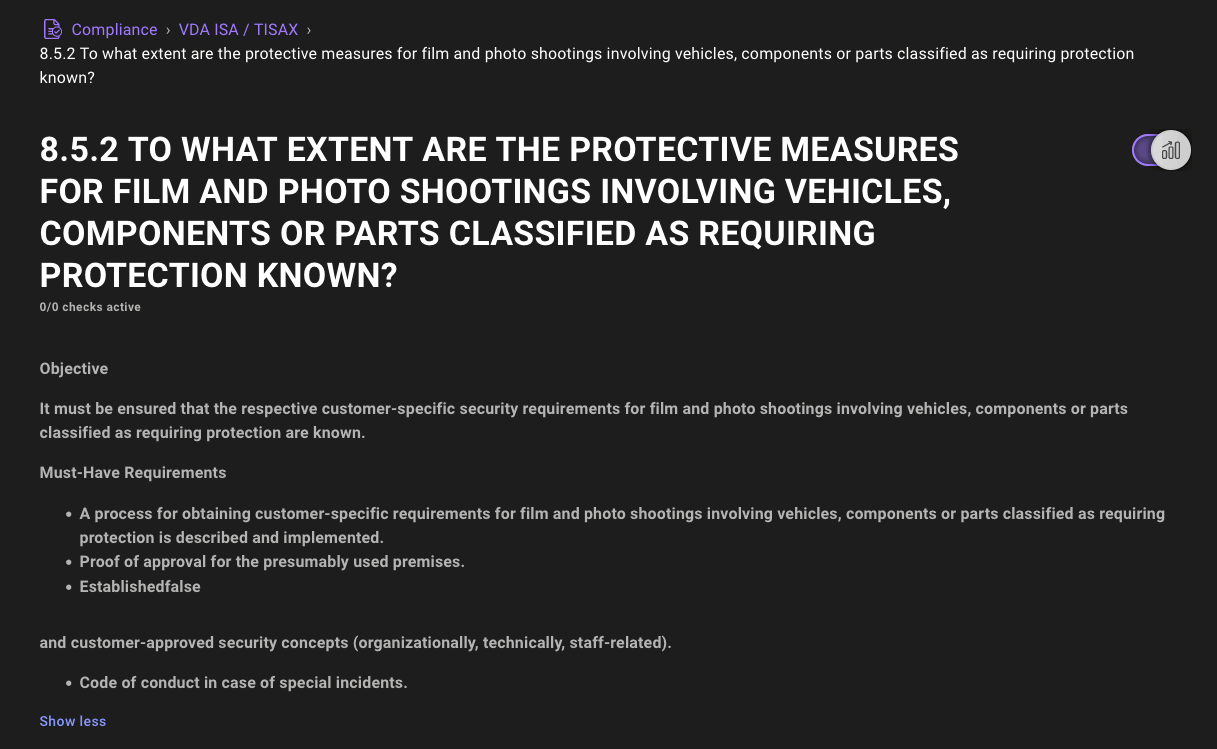 Compliance › VDA ISA / TISAX ›
8.5.2 To what extent are the protective measures for film and photo shootings involving vehicles, components or parts classified as requiring protection
known?
8.5.2 TO WHAT EXTENT ARE THE PROTECTIVE MEASURES
FOR FILM AND PHOTO SHOOTINGS INVOLVING VEHICLES,
COMPONENTS OR PARTS CLASSIFIED AS REQUIRING
PROTECTION KNOWN?
0/0 checks active
Objective
It must be ensured that the respective customer-specific security requirements for film and photo shootings involving vehicles, components or parts
classified as requiring protection are known.
Must-Have Requirements
• A process for obtaining customer-specific requirements for film and photo shootings involving vehicles, components or parts classified as requiring
protection is described and implemented.
• Proof of approval for the presumably used premises.
• Establishedfalse
and customer-approved security concepts (organizationally, technically, staff-related).
• Code of conduct in case of special incidents.
Show less